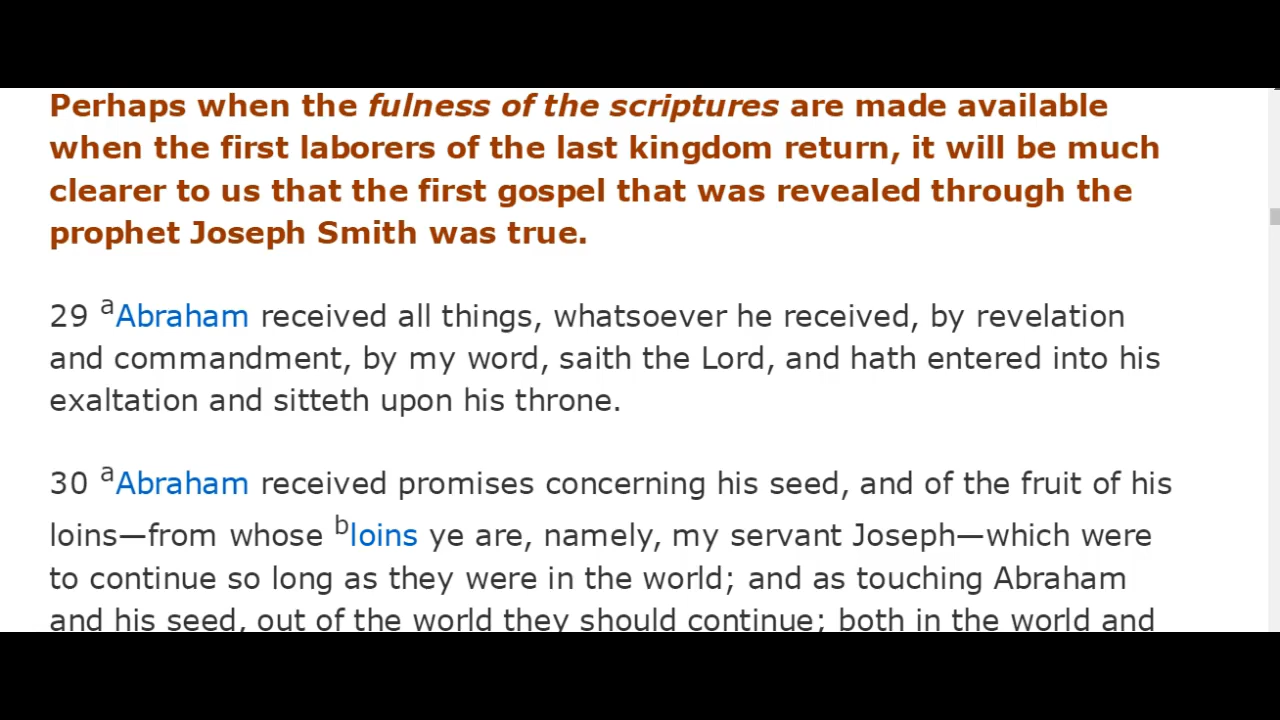 Perhaps when the fulness of the scriptures are made available
when the first laborers of the last kingdom return, it will be much
clearer to us that the first gospel that was revealed through the
prophet Joseph Smith was true.
29 aAbraham received all things, whatsoever he received, by revelation
and commandment, by my word, saith the Lord, and hath entered into his
exaltation and sitteth upon his throne.
30 aAbraham received promises concerning his seed, and of the fruit of his
loins—from whose bloins ye are, namely, my servant Joseph—which were
to continue so long as they were in the world; and as touching Abraham
and his seed, out of the world they should continue; both in the world and